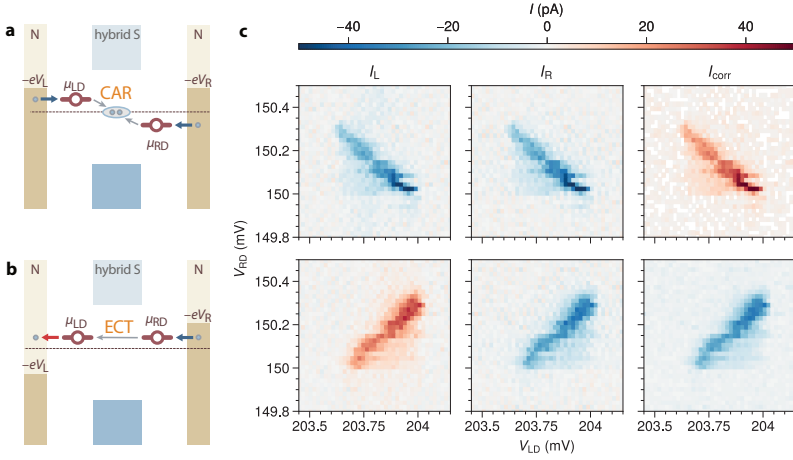 a
N
hybrid S
N
−eV_L
μ_LD
CAR
−eV_R
μ_RD
b
N
hybrid S
N
μ_LD
ECT
μ_RD
−eV_R
−eV_L
c
I (pA)
−40 −20 0 20 40
I_L I_R I_corr
150.4
150.2
150
149.8
V_RD (mV)
150.4
150.2
150
149.8
203.5 203.75 204 203.5 203.75 204 203.5 203.75 204
V_LD (mV)